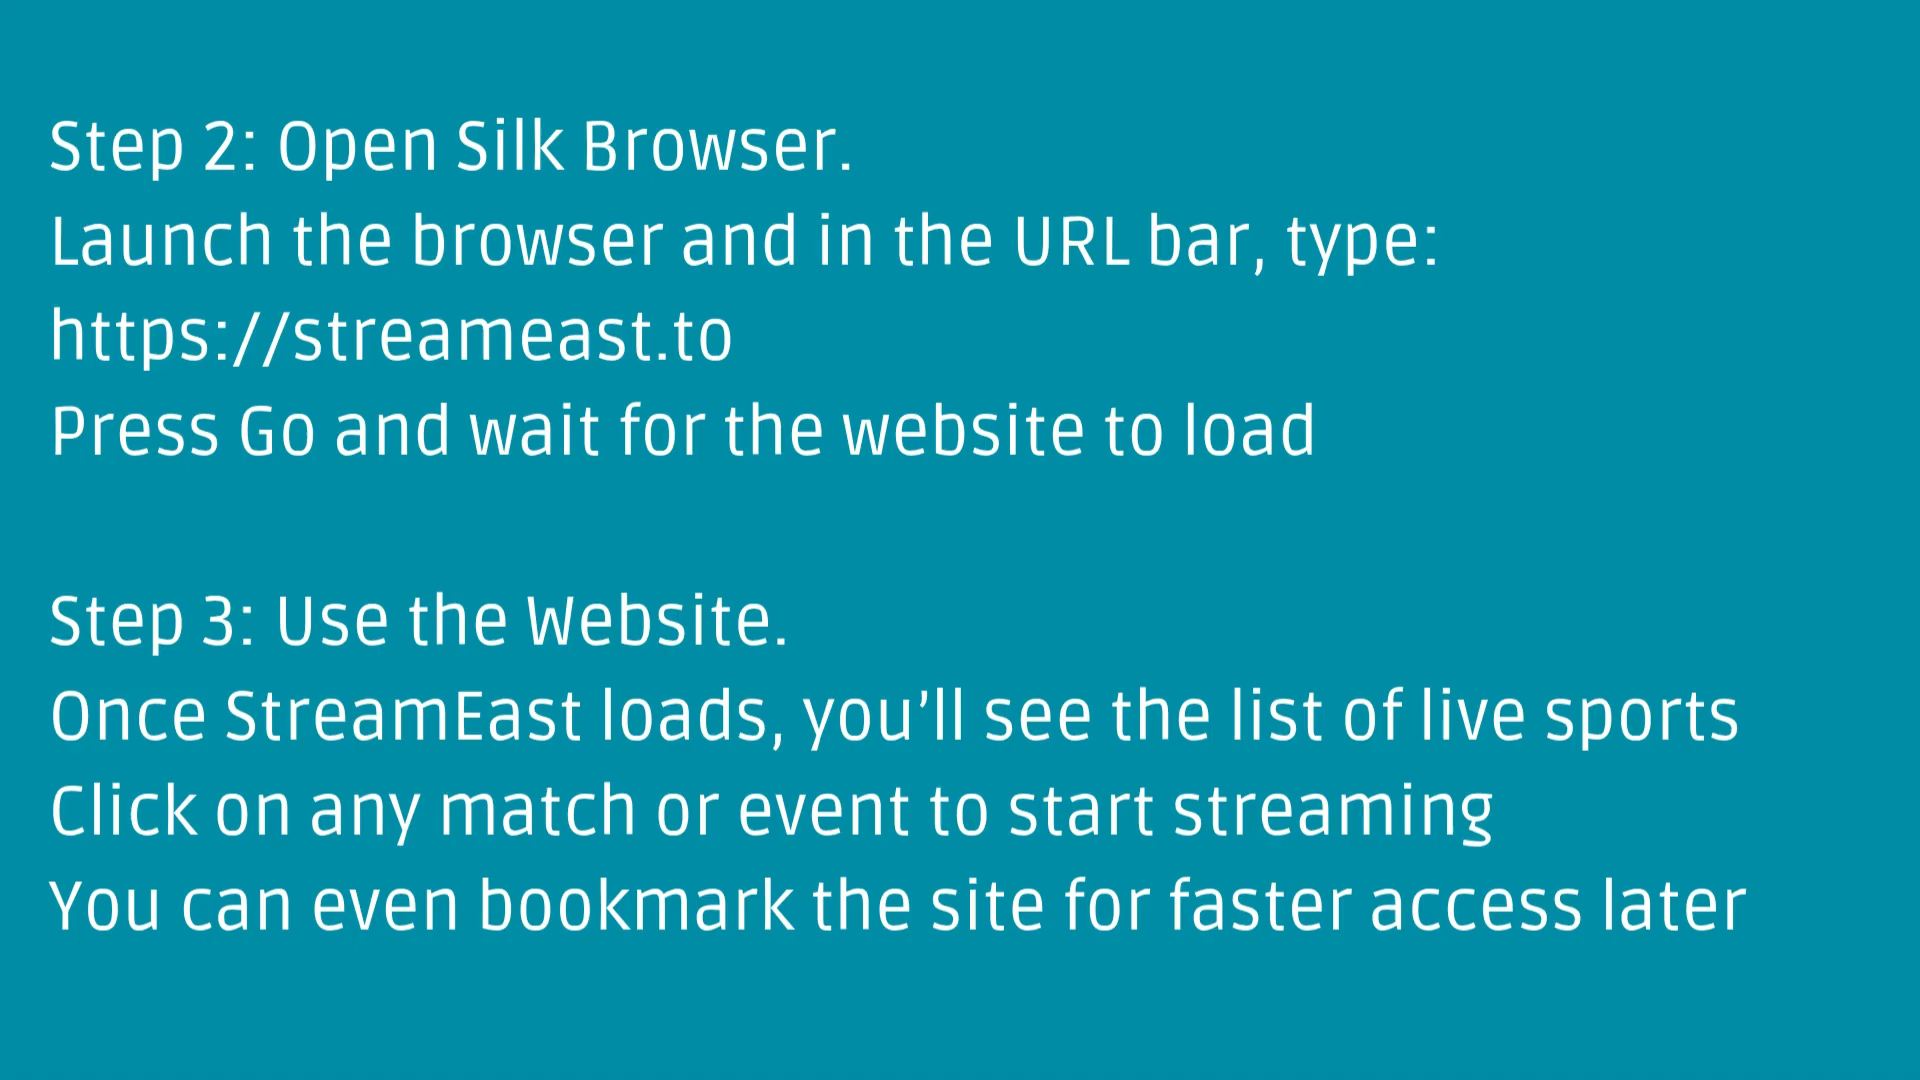 Step 2: Open Silk Browser.
Launch the browser and in the URL bar, type:
https://streameast.to
Press Go and wait for the website to load
Step 3: Use the Website.
Once StreamEast loads, you’ll see the list of live sports
Click on any match or event to start streaming
You can even bookmark the site for faster access later